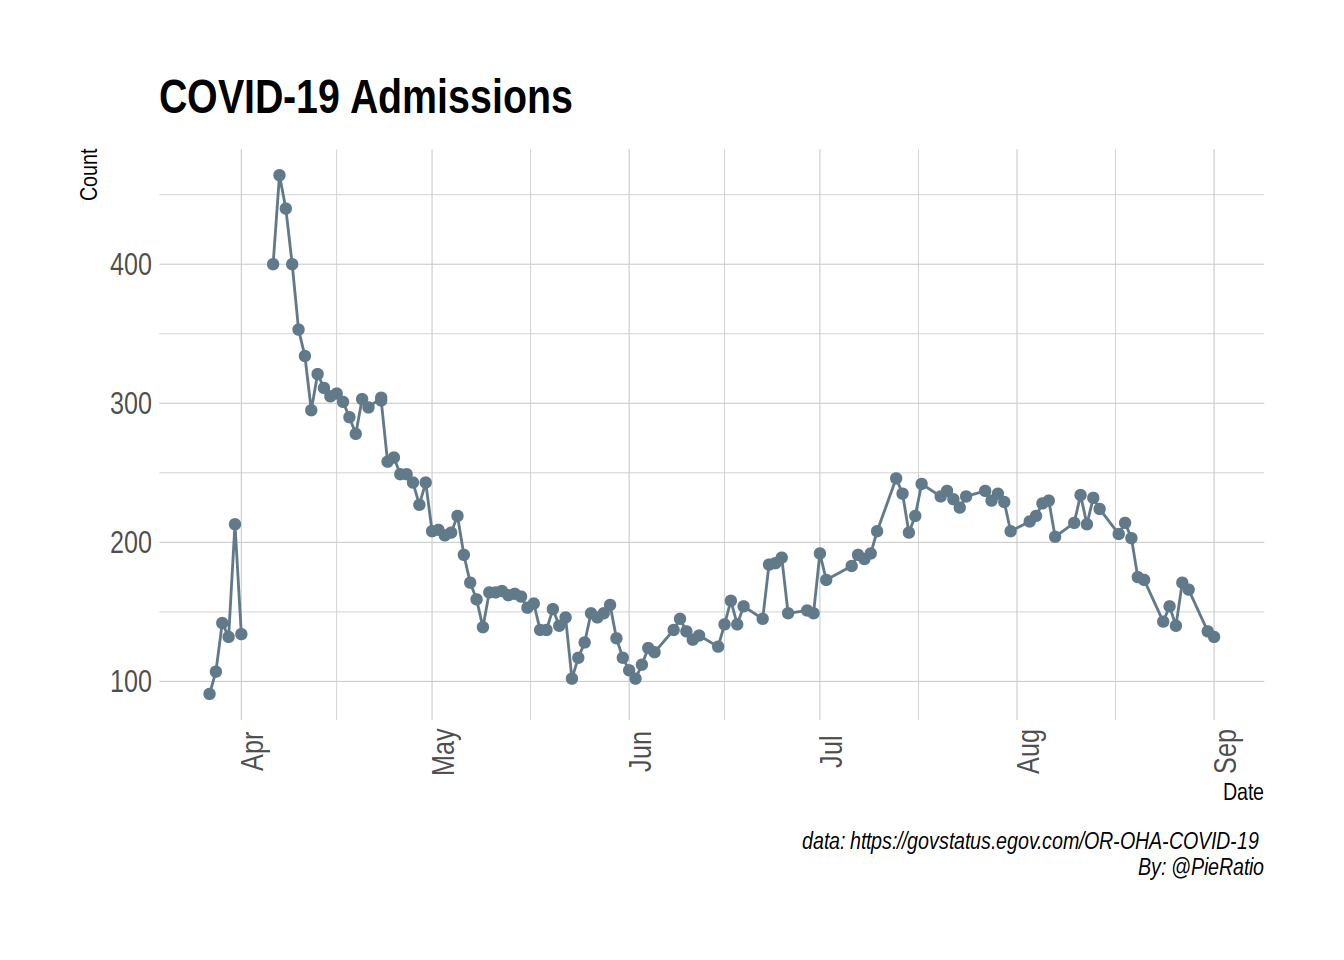 COVID-19 Admissions
Count
400
300
200
100
Apr
May
Jun
Jul
Aug
Sep
Date
data: https://govstatus.egov.com/OR-OHA-COVID-19
By: @PieRatio